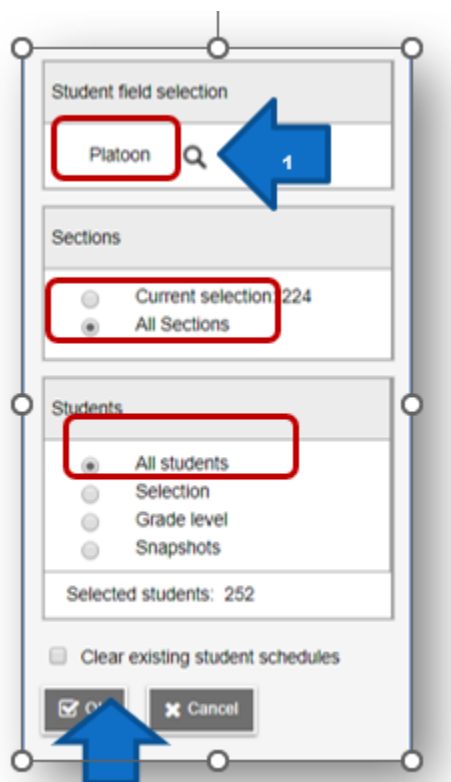 Student field selection
Platoon
1
Sections
Current selection: 224
All Sections
Students
All students
Selection
Grade level
Snapshots
Selected students: 252
Clear existing student schedules
Cancel